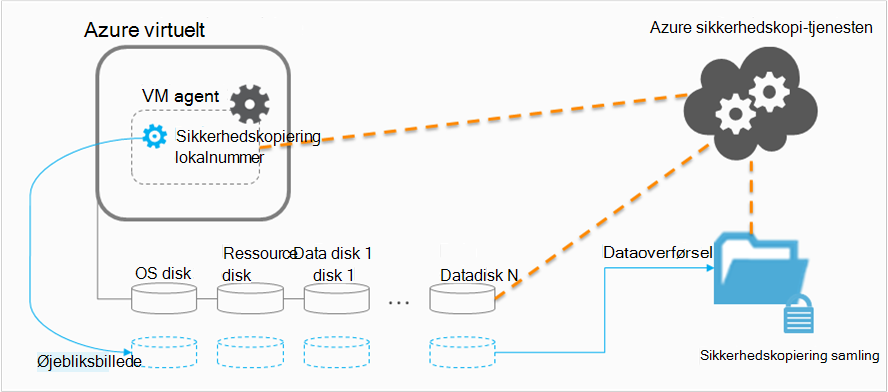 Azure virtuelt
Azure sikkerhedskopi-tjenesten
VM agent
Sikkerhedskopiering
lokalnummer
OS disk
Ressource
disk
Data disk 1
disk 1
...
Datadisk N
Dataoverførsel
Øjebliksbillede
Sikkerhedskopiering samling